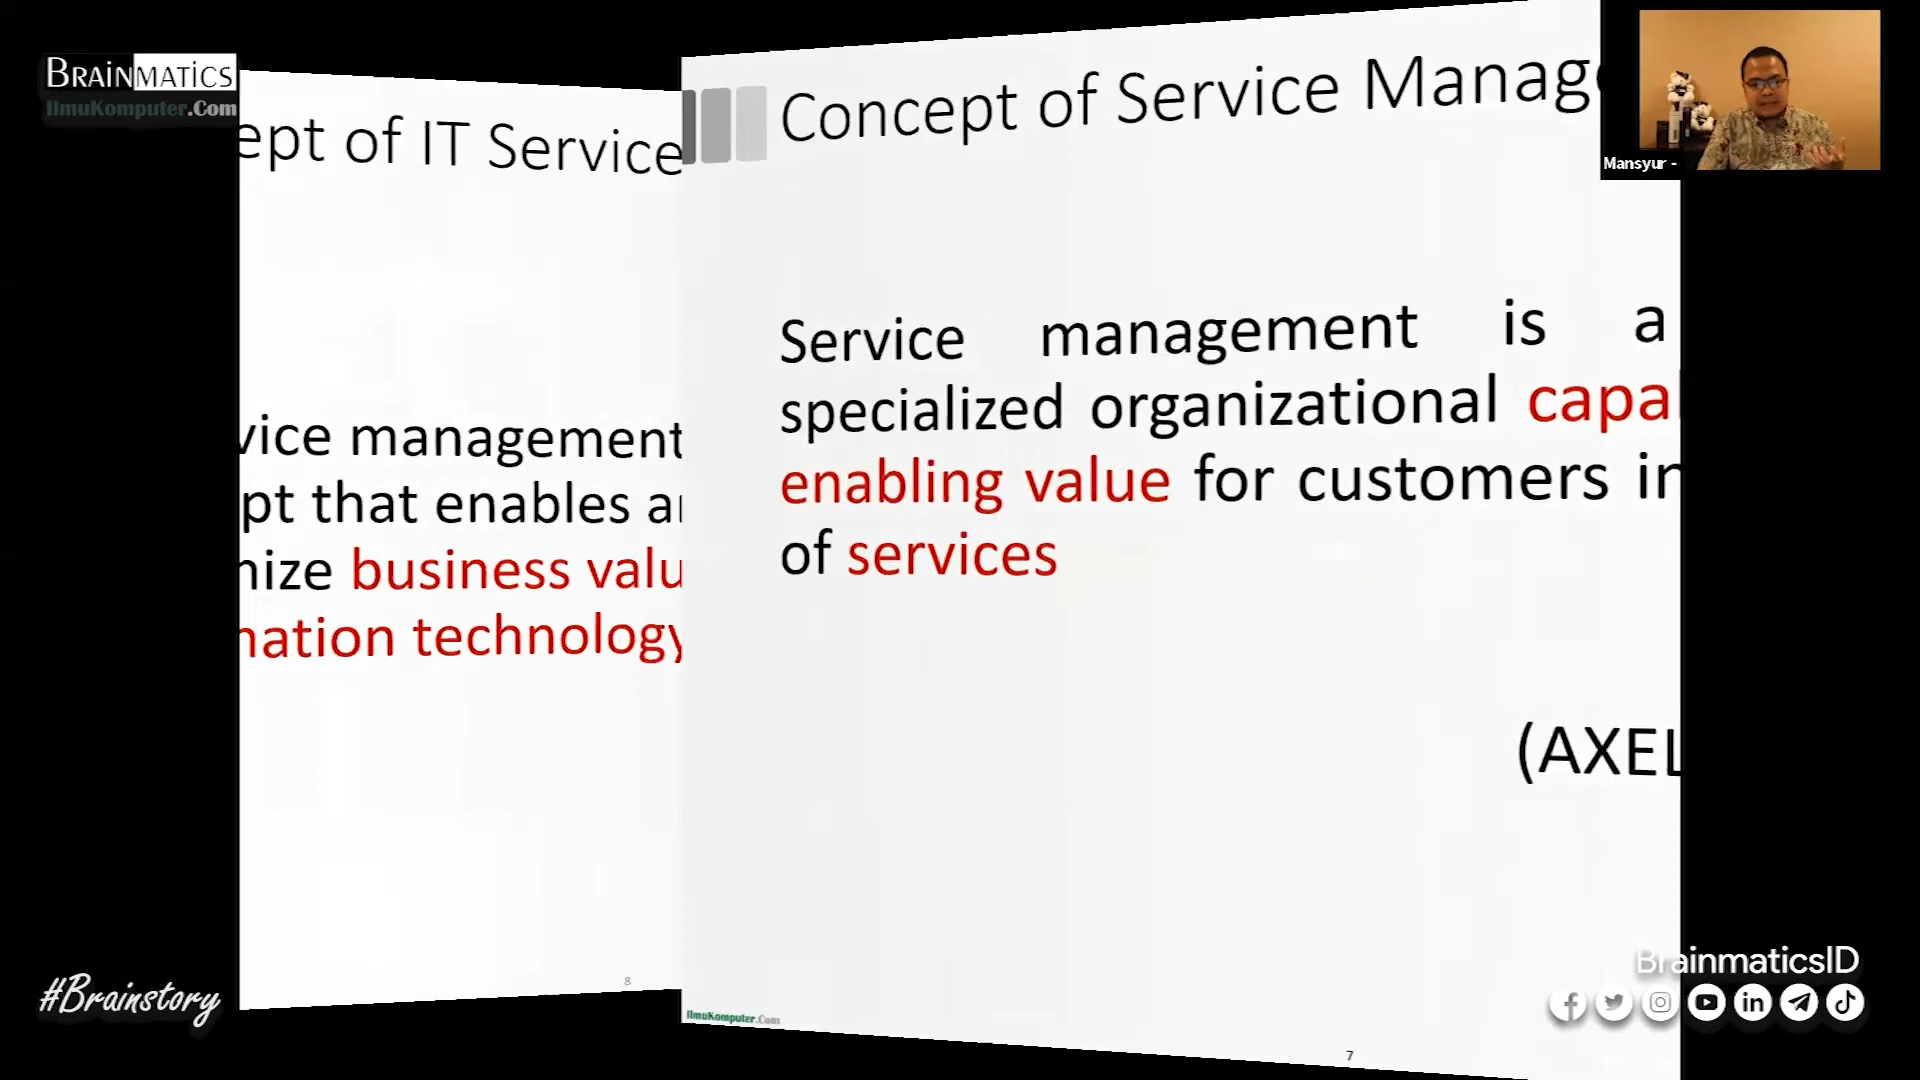 BRAINMATICS
IlmuKomputer.Com
ept of IT Service
vice management
pt that enables
nize business valu
nation technology
8
Concept of Service Manag
Service management is a
specialized organizational capa
enabling value for customers in
of services
(AXEL
IlmuKomputer.Com
7
Mansyur -
#Brainstory
BrainmaticsID